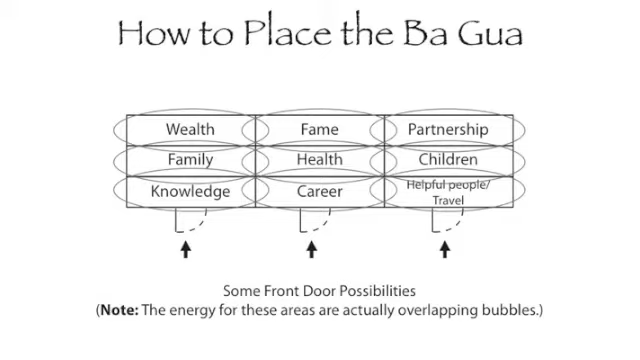 How to Place the Ba Gua
Wealth Fame Partnership
Family Health Children
Knowledge Career Helpful people/
Travel
Some Front Door Possibilities
(Note: The energy for these areas are actually overlapping bubbles.)